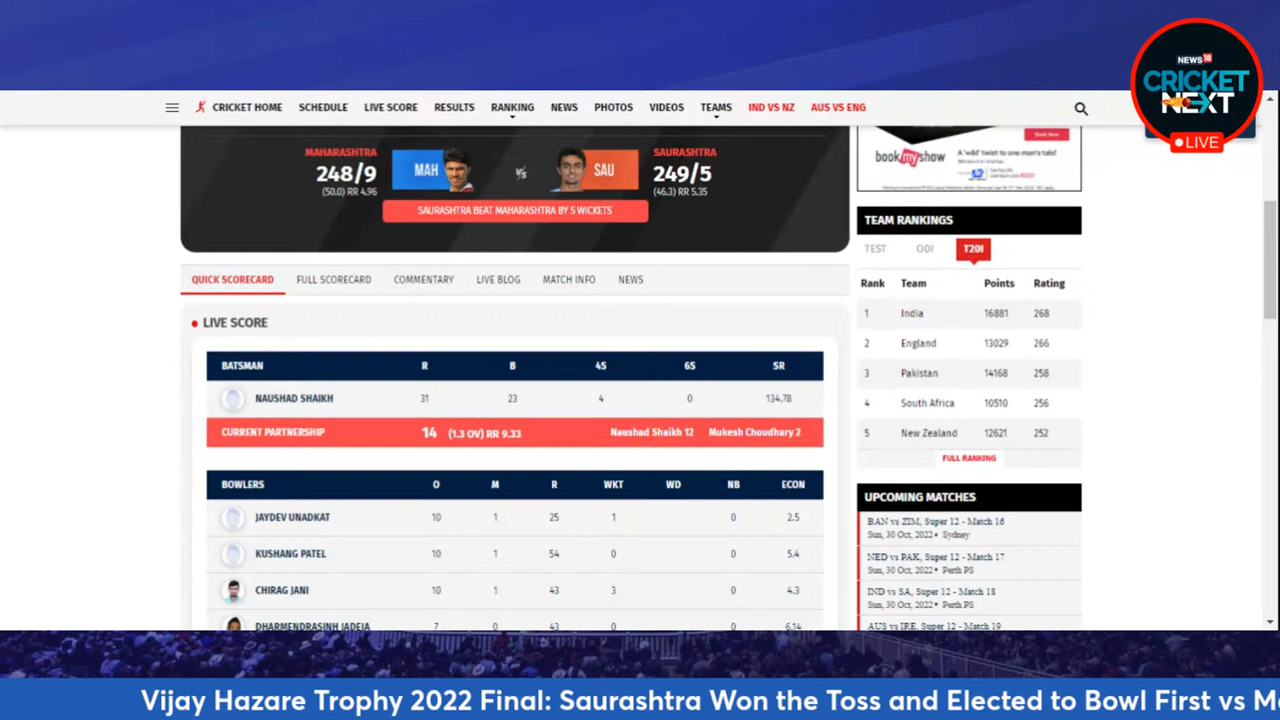 NEWS18
CRICKET
NEXT
LIVE
CRICKET HOME SCHEDULE LIVE SCORE RESULTS RANKING NEWS PHOTOS VIDEOS TEAMS IND VS NZ AUS VS ENG
MAHARASHTRA
248/9
(50.0) RR 4.96
MAH
VS
SAU
SAURASHTRA
249/5
(46.3) RR 5.35
SAURASHTRA BEAT MAHARASHTRA BY 5 WICKETS
Book Now
bookmyshow
A 'wild' twist to one man's tale!
QUICK SCORECARD FULL SCORECARD COMMENTARY LIVE BLOG MATCH INFO NEWS
LIVE SCORE
BATSMAN R B 4S 6S SR
NAUSHAD SHAIKH 31 23 4 0 134.78
CURRENT PARTNERSHIP 14 (1.3 OV) RR 9.33 Naushad Shaikh 12 Mukesh Choudhary 2
BOWLERS O M R WKT WD NB ECON
JAYDEV UNADKAT 10 1 25 1 0 2.5
KUSHANG PATEL 10 1 54 0 0 5.4
CHIRAG JANI 10 1 43 3 0 4.3
DHARMENDRASINH JADEJA 7 0 43 0 0 6.14
TEAM RANKINGS
TEST ODI T20I
Rank Team Points Rating
1 India 16881 268
2 England 13029 266
3 Pakistan 14168 258
4 South Africa 10510 256
5 New Zealand 12621 252
FULL RANKING
UPCOMING MATCHES
BAN vs ZIM, Super 12 - Match 16
Sun, 30 Oct, 2022• Sydney
NED vs PAK, Super 12 - Match 17
Sun, 30 Oct, 2022• Perth PS
IND vs SA, Super 12 - Match 18
Sun, 30 Oct, 2022• Perth PS
AUS vs IRE, Super 12 - Match 19
Vijay Hazare Trophy 2022 Final: Saurashtra Won the Toss and Elected to Bowl First vs M